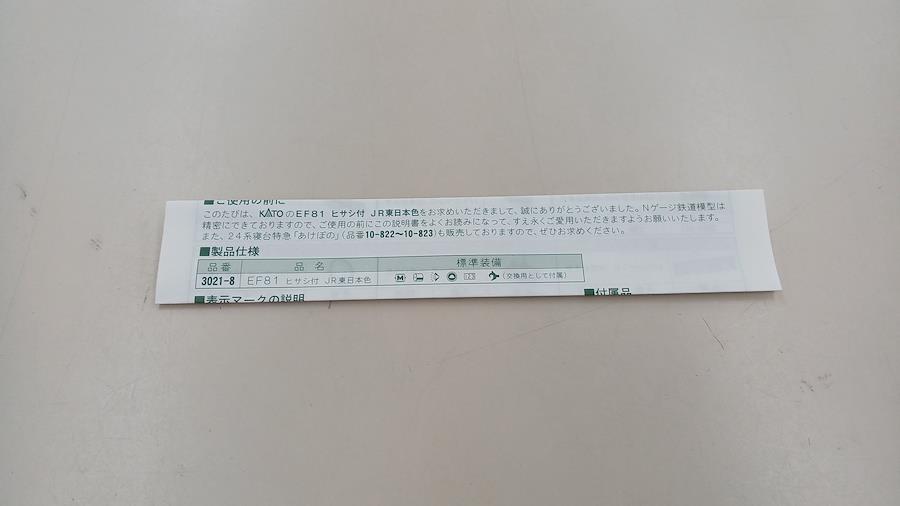 ■ご使用の前に
このたびは、KATOのEF81 ヒサシ付 JR東日本色をお求めいただきまして、誠にありがとうございました。Nゲージ鉄道模型は
精密にできておりますので、ご使用の前にこの説明書をよくお読みになって、すえ永くご愛用いただきますようお願いいたします。
また、24系寝台特急「あけぼの」(品番10-822～10-823)も販売しておりますので、ぜひお求めください。
■製品仕様
品番 品名 標準装備
3021-8 EF81 ヒサシ付 JR東日本色 M (交換用として付属)
■表示マークの説明 ■付属品